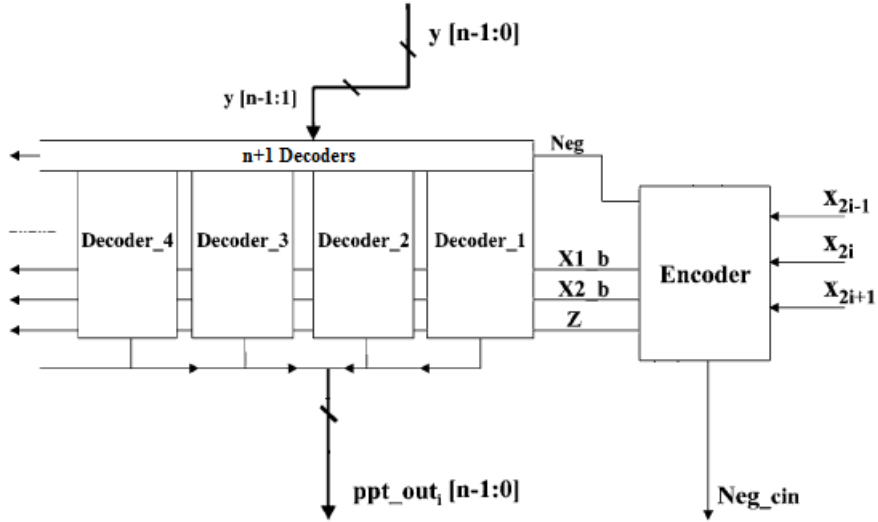 y [n-1:0]
y [n-1:1]
n+1 Decoders
Neg
Decoder_4
Decoder_3
Decoder_2
Decoder_1
X1_b
X2_b
Z
Encoder
x2i-1
x2i
x2i+1
ppt_outi [n-1:0]
Neg_cin